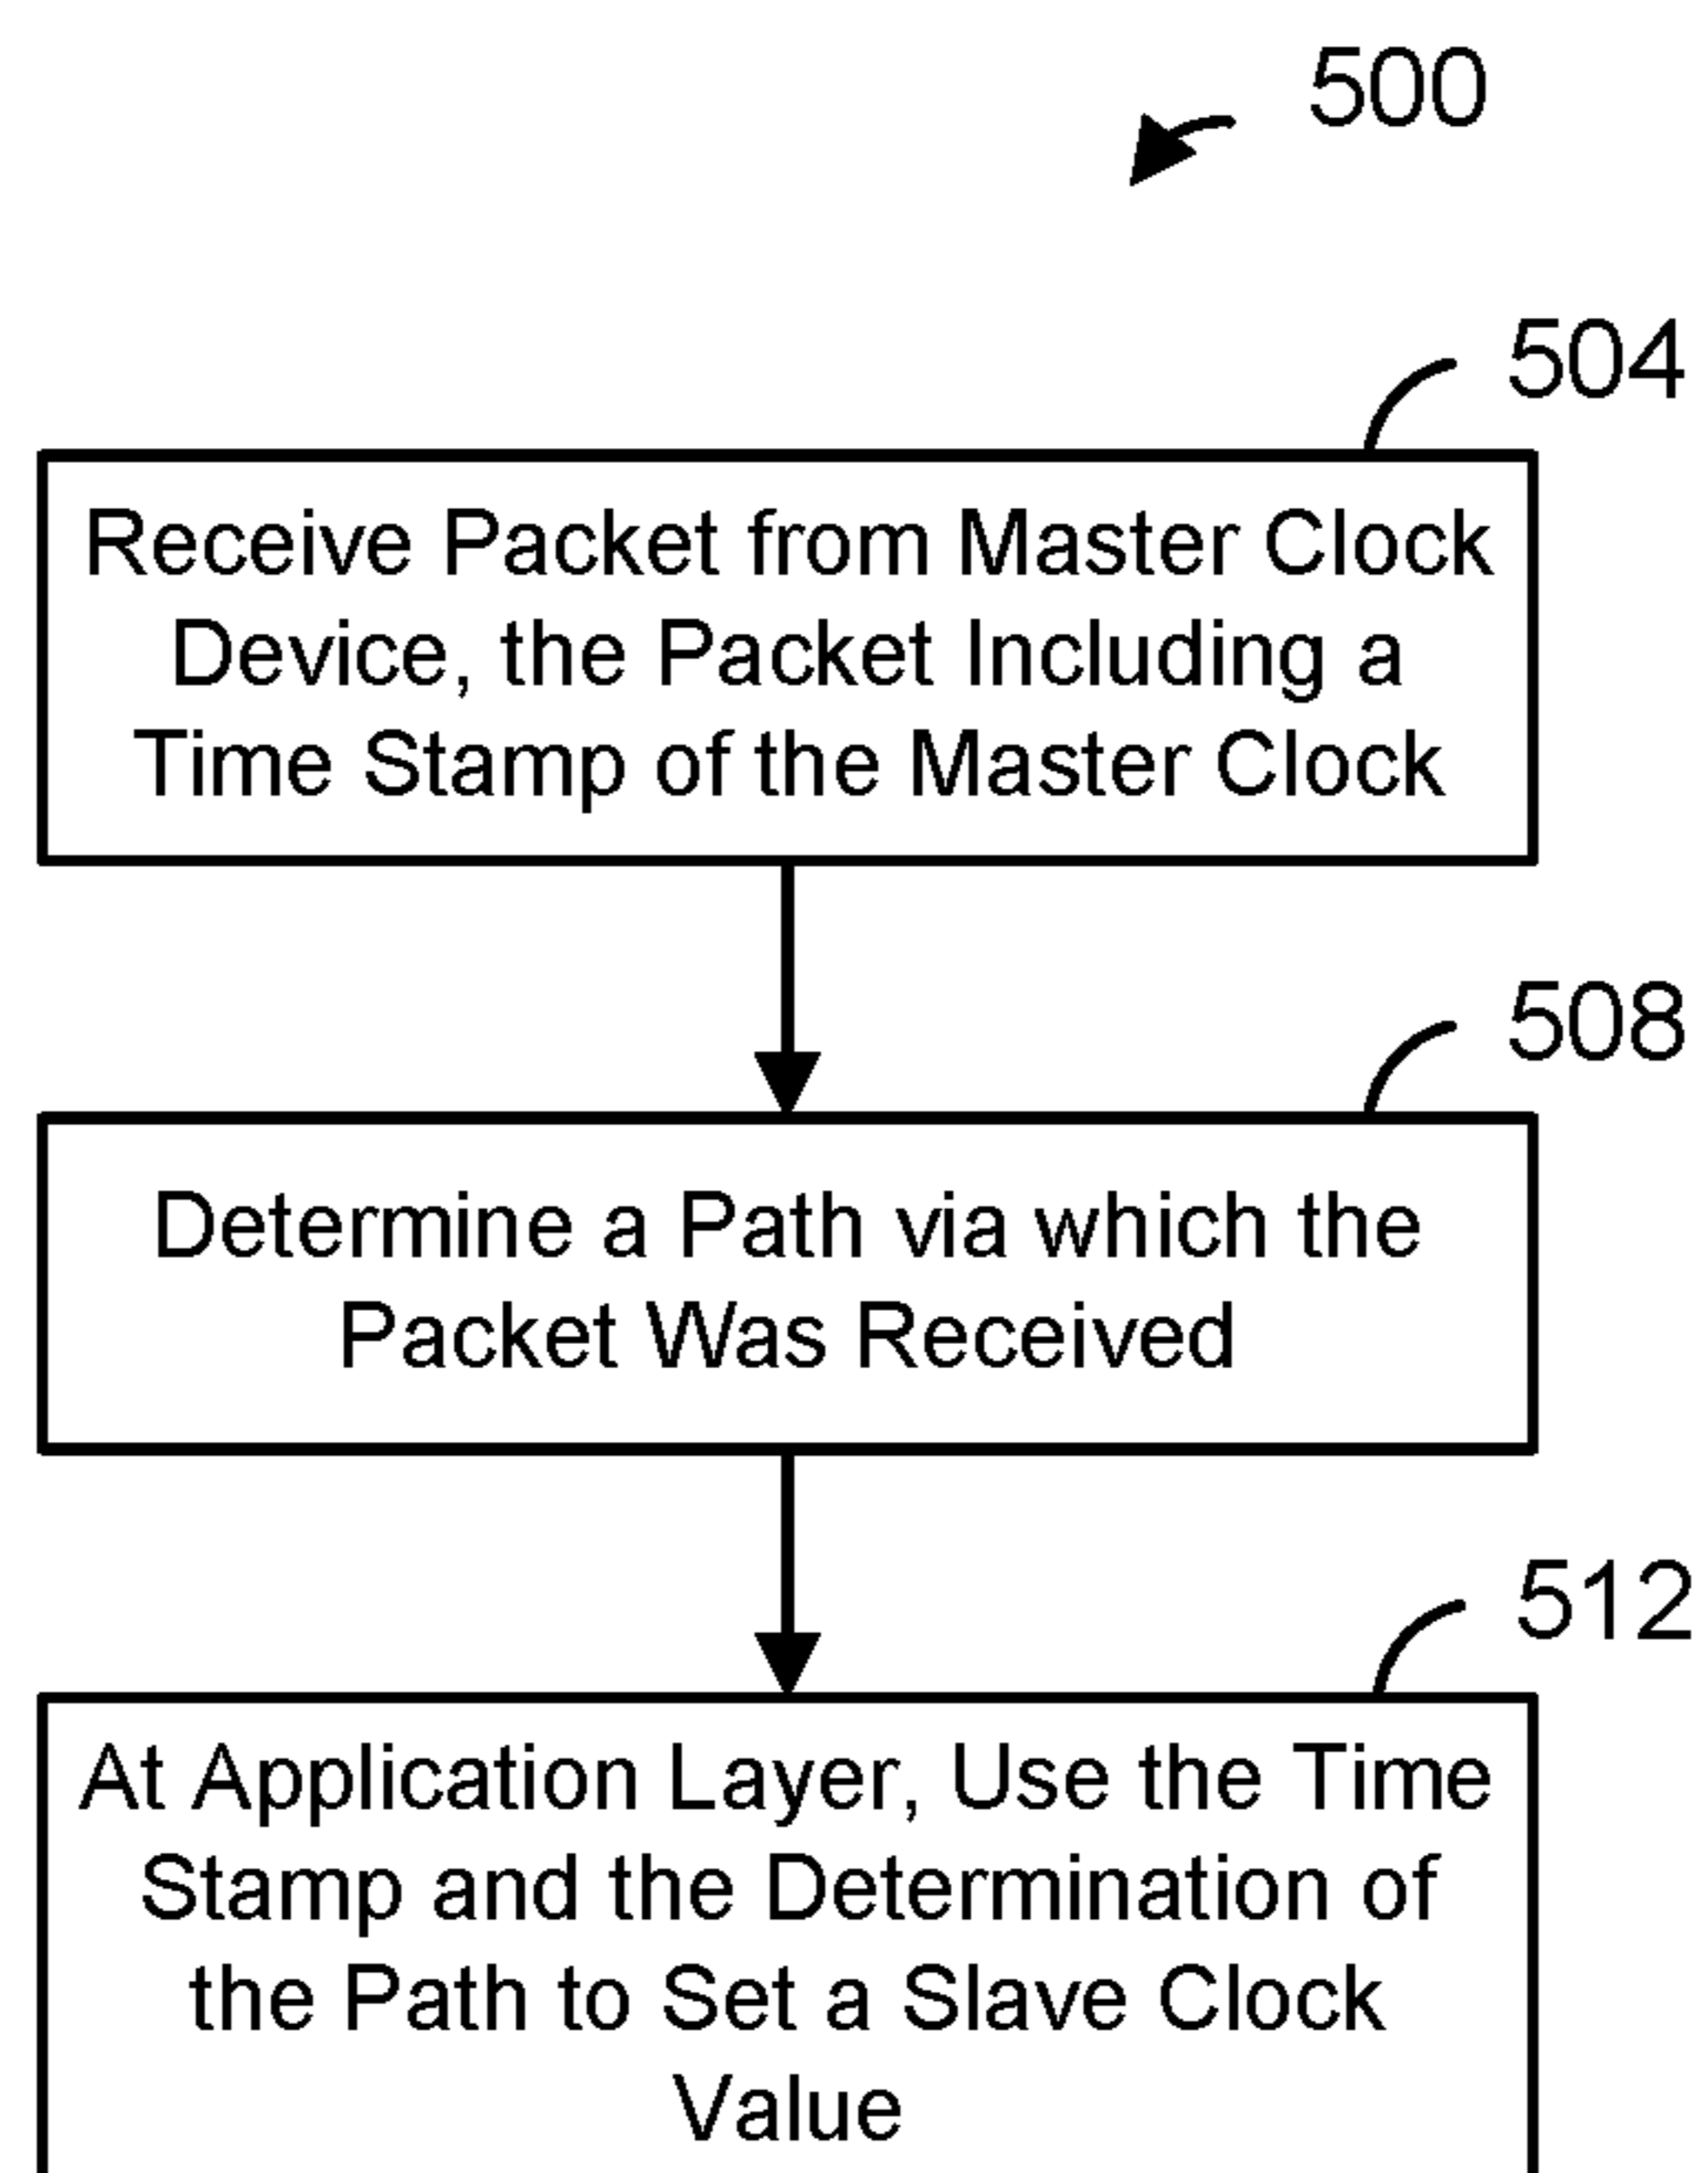 500
504
Receive Packet from Master Clock
Device, the Packet Including a
Time Stamp of the Master Clock
508
Determine a Path via which the
Packet Was Received
512
At Application Layer, Use the Time
Stamp and the Determination of
the Path to Set a Slave Clock
Value